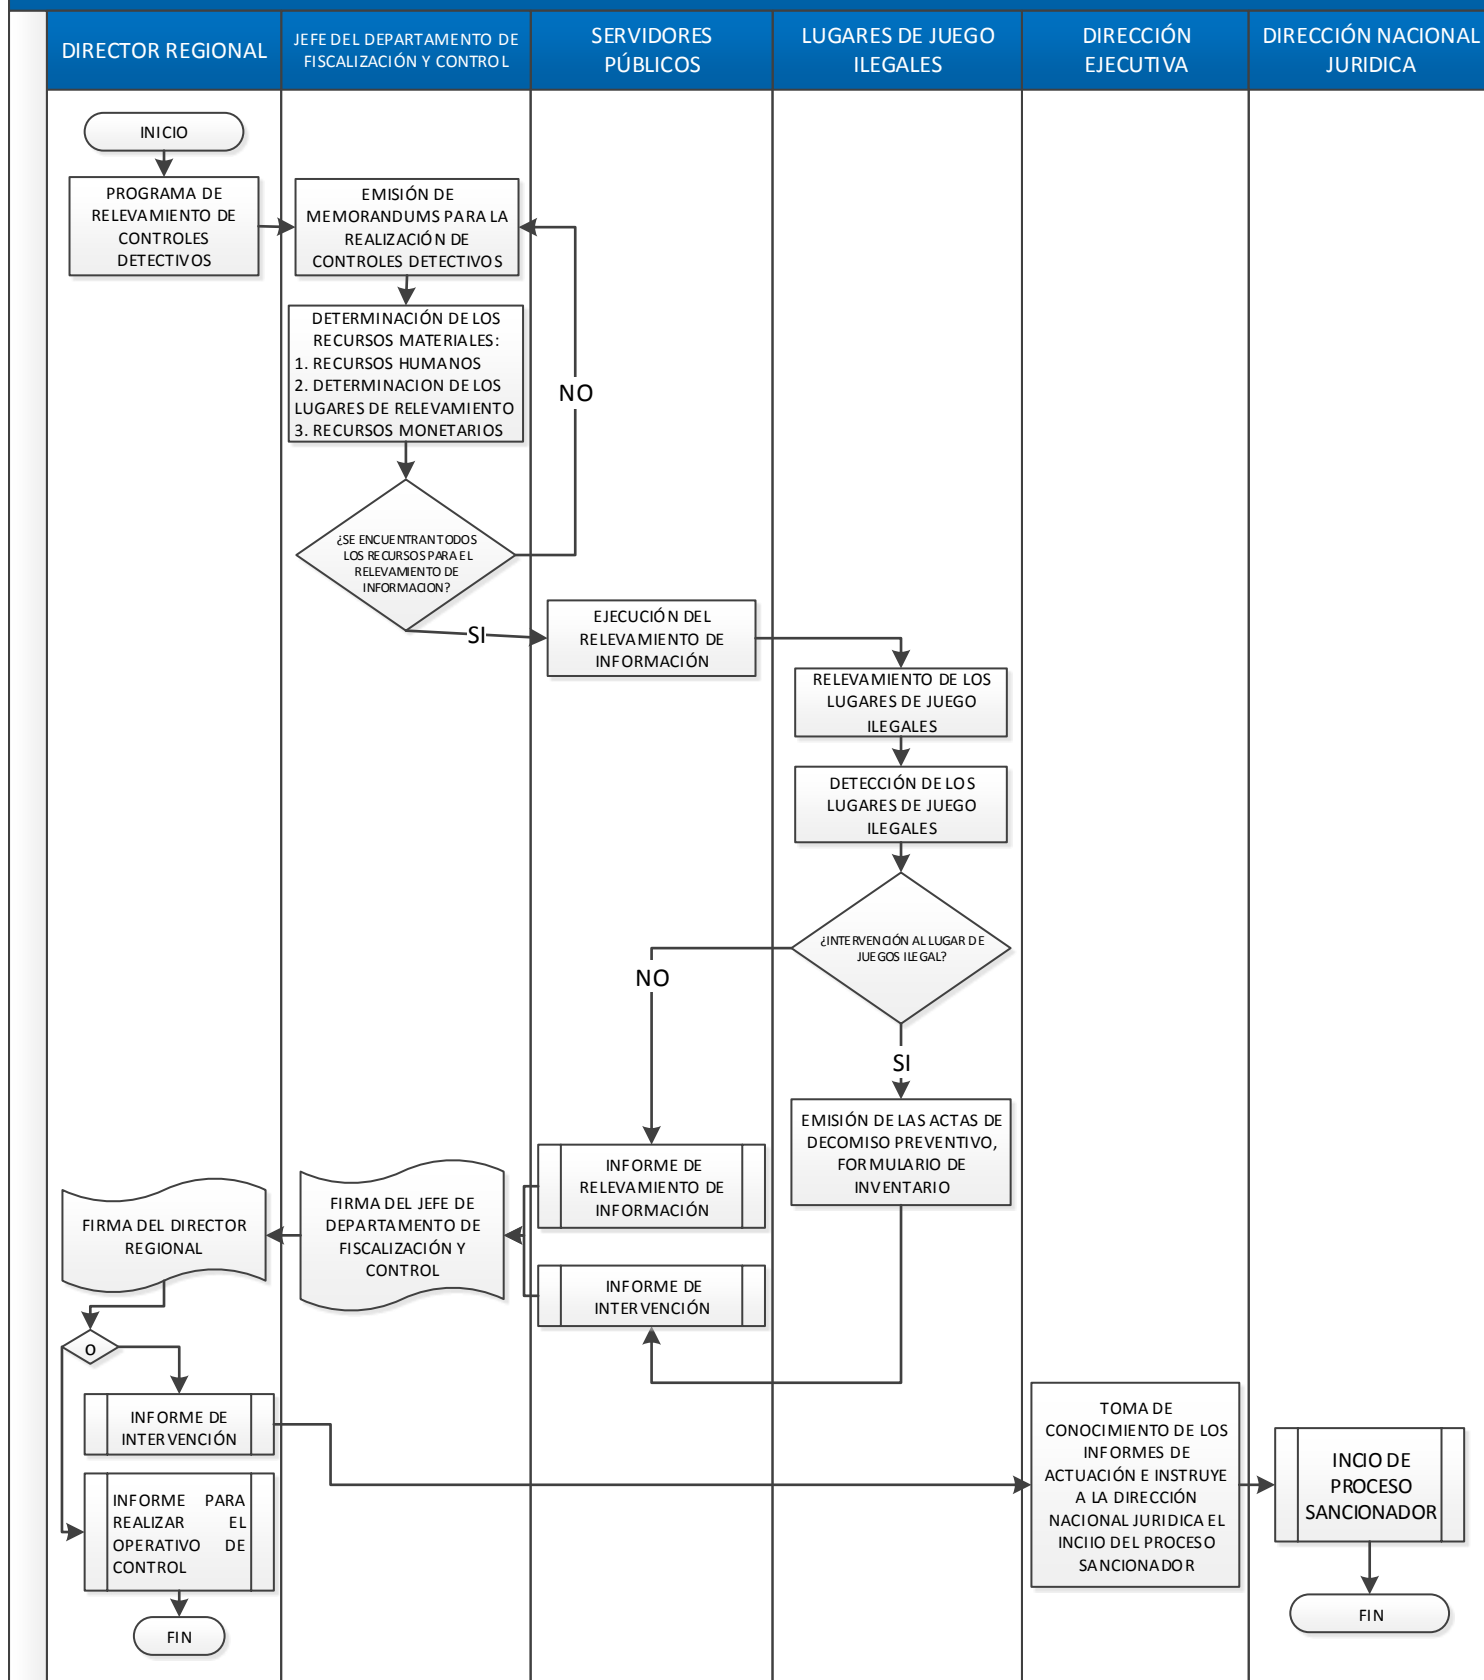 DIRECTOR REGIONAL
JEFE DEL DEPARTAMENTO DE
FISCALIZACIÓN Y CONTROL
SERVIDORES
PÚBLICOS
LUGARES DE JUEGO
ILEGALES
DIRECCIÓN
EJECUTIVA
DIRECCIÓN NACIONAL
JURIDICA
INICIO
PROGRAMA DE
RELEVAMIENTO DE
CONTROLES
DETECTIVOS
EMISIÓN DE
MEMORANDUMS PARA LA
REALIZACIÓN DE
CONTROLES DETECTIVOS
DETERMINACIÓN DE LOS
RECURSOS MATERIALES:
1. RECURSOS HUMANOS
2. DETERMINACION DE LOS
LUGARES DE RELEVAMIENTO
3. RECURSOS MONETARIOS
NO
¿SE ENCUENTRAN TODOS
LOS RECURSOS PARA EL
RELEVAMIENTO DE
INFORMACION?
SI
EJECUCIÓN DEL
RELEVAMIENTO DE
INFORMACIÓN
RELEVAMIENTO DE LOS
LUGARES DE JUEGO
ILEGALES
DETECCIÓN DE LOS
LUGARES DE JUEGO
ILEGALES
¿INTERVENCIÓN AL LUGAR DE
JUEGOS ILEGAL?
NO
SI
EMISIÓN DE LAS ACTAS DE
DECOMISO PREVENTIVO,
FORMULARIO DE
INVENTARIO
INFORME DE
RELEVAMIENTO DE
INFORMACIÓN
FIRMA DEL JEFE DE
DEPARTAMENTO DE
FISCALIZACIÓN Y
CONTROL
FIRMA DEL DIRECTOR
REGIONAL
INFORME DE
INTERVENCIÓN
O
INFORME DE
INTERVENCIÓN
INFORME PARA
REALIZAR EL
OPERATIVO DE
CONTROL
FIN
TOMA DE
CONOCIMIENTO DE LOS
INFORMES DE
ACTUACIÓN E INSTRUYE
A LA DIRECCIÓN
NACIONAL JURIDICA EL
INCIIO DEL PROCESO
SANCIONADOR
INCIO DE
PROCESO
SANCIONADOR
FIN